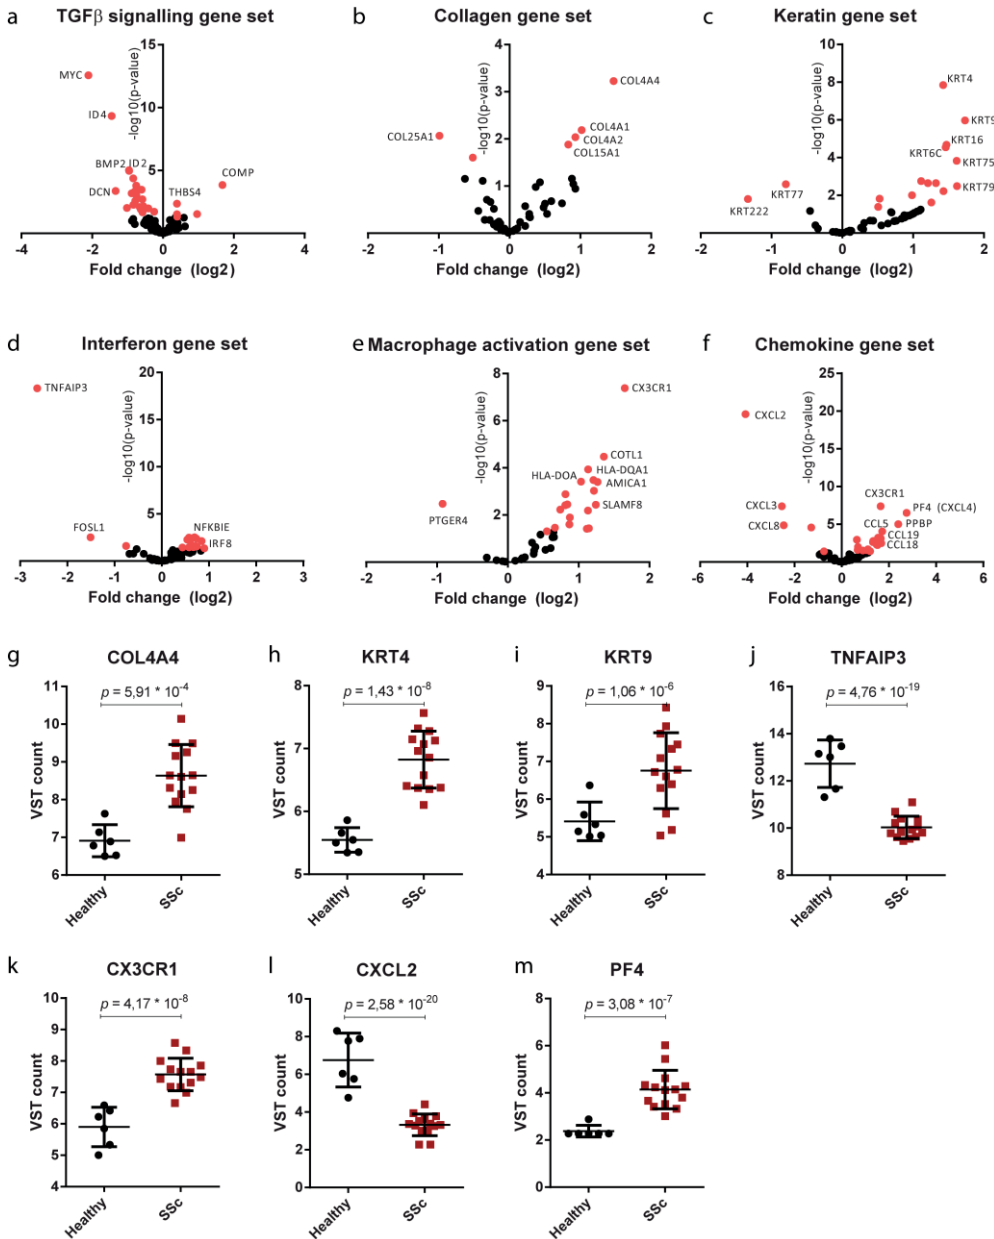 a
TGFβ signalling gene set
15
10
5
0
-log10(p-value)
MYC
ID4
BMP2 ID2
DCN
THBS4
COMP
-4
-2
0
2
4
Fold change (log2)
b
Collagen gene set
4
3
2
1
0
-log10(p-value)
COL4A4
COL25A1
COL4A1
COL4A2
COL15A1
-2
-1
0
1
2
Fold change (log2)
c
Keratin gene set
10
8
6
4
2
0
-log10(p-value)
KRT4
KRT9
KRT16
KRT6C
KRT75
KRT77
KRT79
KRT222
-2
-1
0
1
2
Fold change (log2)
d
Interferon gene set
20
15
10
5
0
-log10(p-value)
TNFAIP3
FOSL1
NFKBIE
IRF8
-3
-2
-1
0
1
2
3
Fold change (log2)
e
Macrophage activation gene set
8
6
4
2
0
-log10(p-value)
CX3CR1
COTL1
HLA-DOA
HLA-DQA1
AMICA1
SLAMF8
PTGER4
-2
-1
0
1
2
Fold change (log2)
f
Chemokine gene set
25
20
15
10
5
0
-log10(p-value)
CXCL2
CX3CR1
CXCL3
PF4 (CXCL4)
CXCL8
CCL5
PPBP
CCL19
CCL18
-6
-4
-2
0
2
4
6
Fold change (log2)
g
COL4A4
p = 5,91 * 10-4
11
10
9
8
7
6
VST count
Healthy
SSc
h
KRT4
p = 1,43 * 10-8
8
7
6
5
VST count
Healthy
SSc
i
KRT9
p = 1,06 * 10-6
9
8
7
6
5
4
VST count
Healthy
SSc
j
TNFAIP3
p = 4,76 * 10-19
16
14
12
10
8
VST count
Healthy
SSc
k
CX3CR1
p = 4,17 * 10-8
10
9
8
7
6
5
4
VST count
Healthy
SSc
l
CXCL2
p = 2,58 * 10-20
10
8
6
4
2
0
VST count
Healthy
SSc
m
PF4
p = 3,08 * 10-7
8
6
4
2
0
VST count
Healthy
SSc